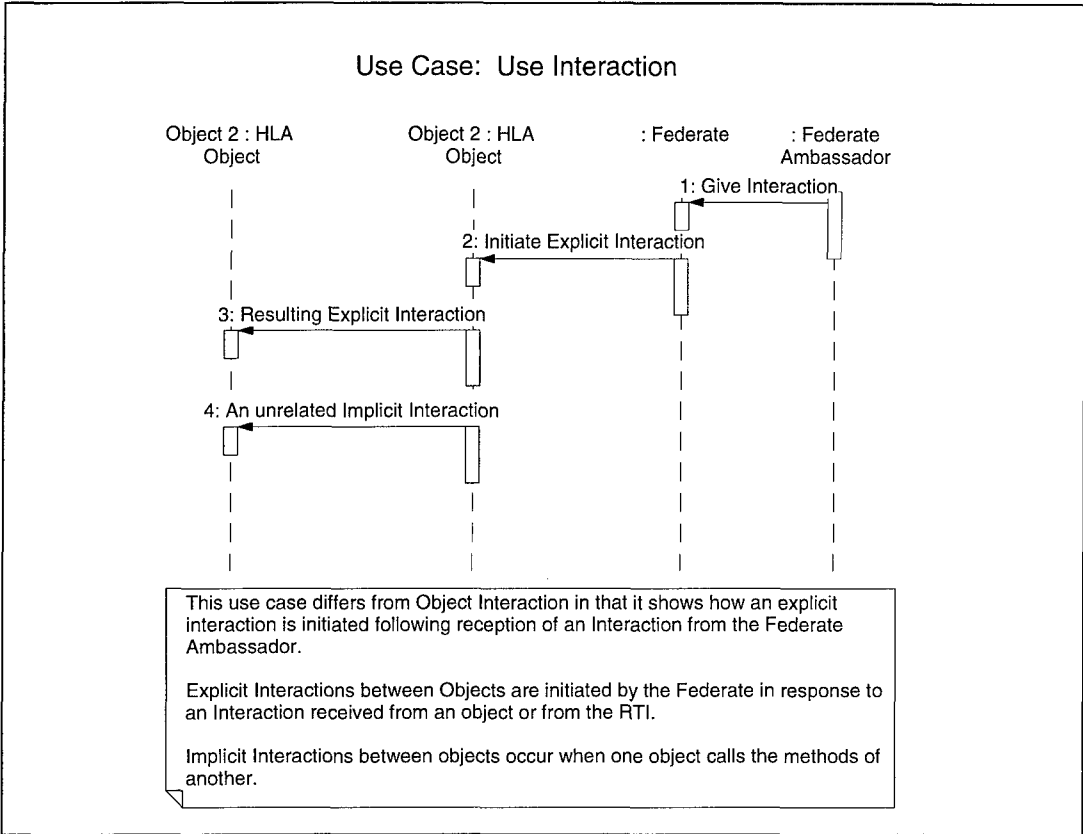 Use Case: Use Interaction
Object 2 : HLA
Object
Object 2 : HLA
Object
: Federate
: Federate
Ambassador
1: Give Interaction
2: Initiate Explicit Interaction
3: Resulting Explicit Interaction
4: An unrelated Implicit Interaction
This use case differs from Object Interaction in that it shows how an explicit
interaction is initiated following reception of an Interaction from the Federate
Ambassador.
Explicit Interactions between Objects are initiated by the Federate in response to
an Interaction received from an object or from the RTI.
Implicit Interactions between objects occur when one object calls the methods of
another.